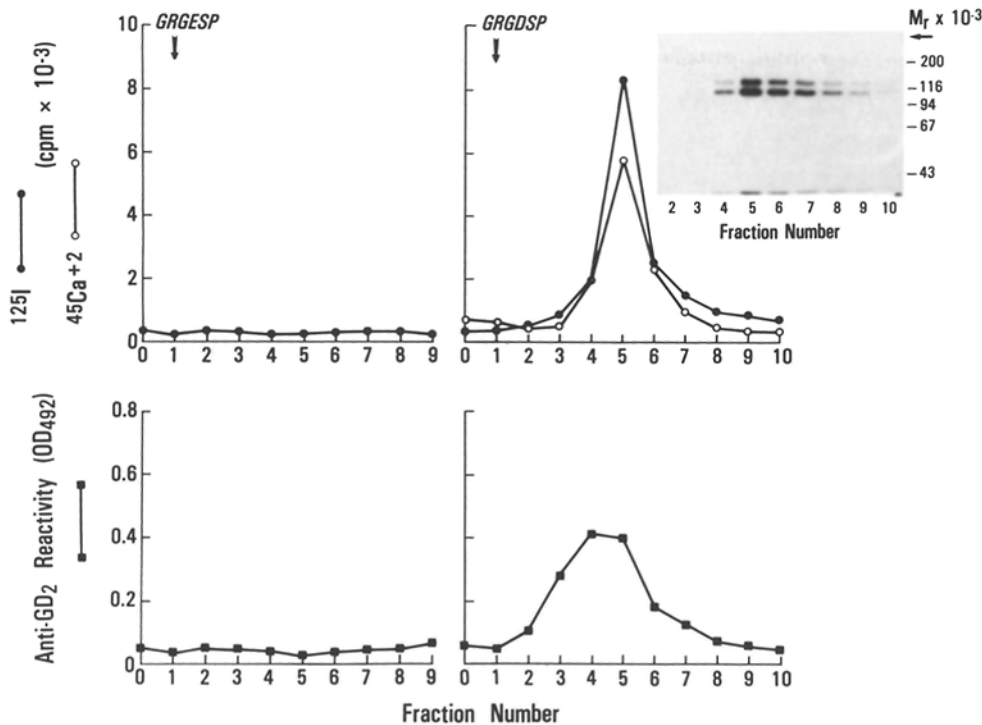 GRGESP
GRGDSP
Mr x 10-3
10
8
6
4
2
0
125I
45Ca+2
(cpm × 10-3)
0 1 2 3 4 5 6 7 8 9
0 1 2 3 4 5 6 7 8 9 10
200
116
94
67
43
2 3 4 5 6 7 8 9 10
Fraction Number
0.8
0.6
0.4
0.2
0
Anti-GD2 Reactivity (OD492)
0 1 2 3 4 5 6 7 8 9
0 1 2 3 4 5 6 7 8 9 10
Fraction Number